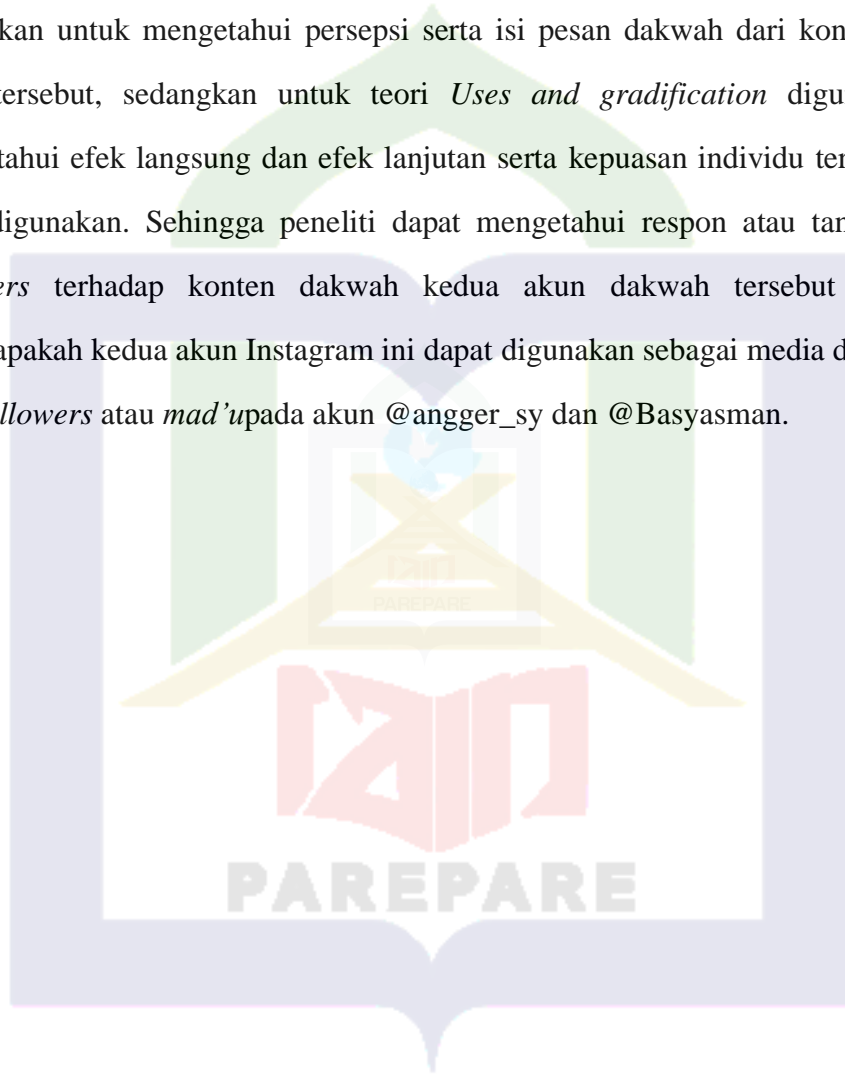 kan untuk mengetahui persepsi serta isi pesan dakwah dari kon
tersebut, sedangkan untuk teori Uses and gradification digu
tahui efek langsung dan efek lanjutan serta kepuasan individu ter
digunakan. Sehingga peneliti dapat mengetahui respon atau tan
ers terhadap konten dakwah kedua akun dakwah tersebut
apakah kedua akun Instagram ini dapat digunakan sebagai media d
llowers atau mad’upada akun @angger_sy dan @Basyasman.
iain
PAREPARE
iain
PAREPARE